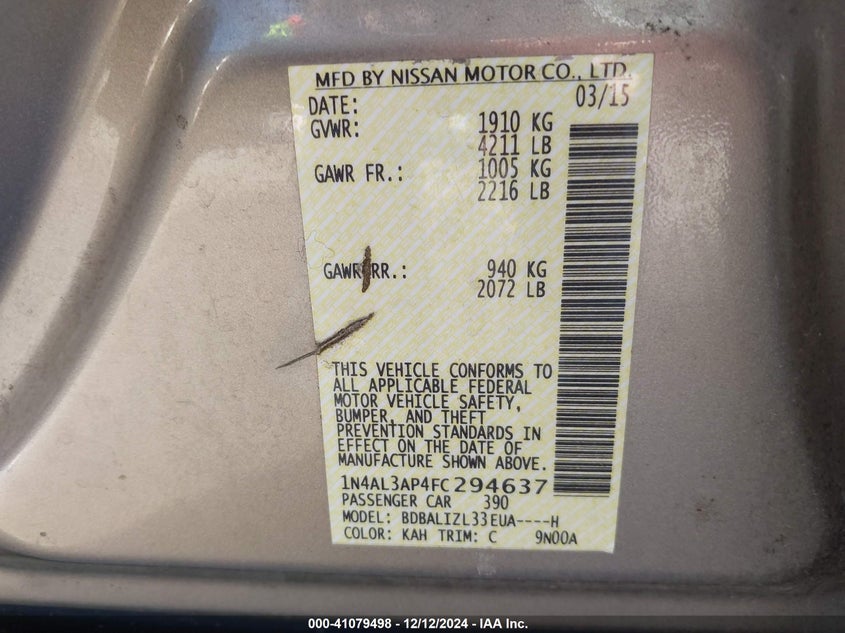 MFD BY NISSAN MOTOR CO., LTD.
DATE: 03/15
GVWR: 1910 KG
4211 LB
GAWR FR.: 1005 KG
2216 LB
GAWR RR.: 940 KG
2072 LB
THIS VEHICLE CONFORMS TO
ALL APPLICABLE FEDERAL
MOTOR VEHICLE SAFETY,
BUMPER, AND THEFT
PREVENTION STANDARDS IN
EFFECT ON THE DATE OF
MANUFACTURE SHOWN ABOVE.
1N4AL3AP4FC294637
PASSENGER CAR 390
MODEL: BDBALIZL33EUA----H
COLOR: KAH TRIM: C 9N00A
000-41079498 - 12/12/2024 - IAA Inc.